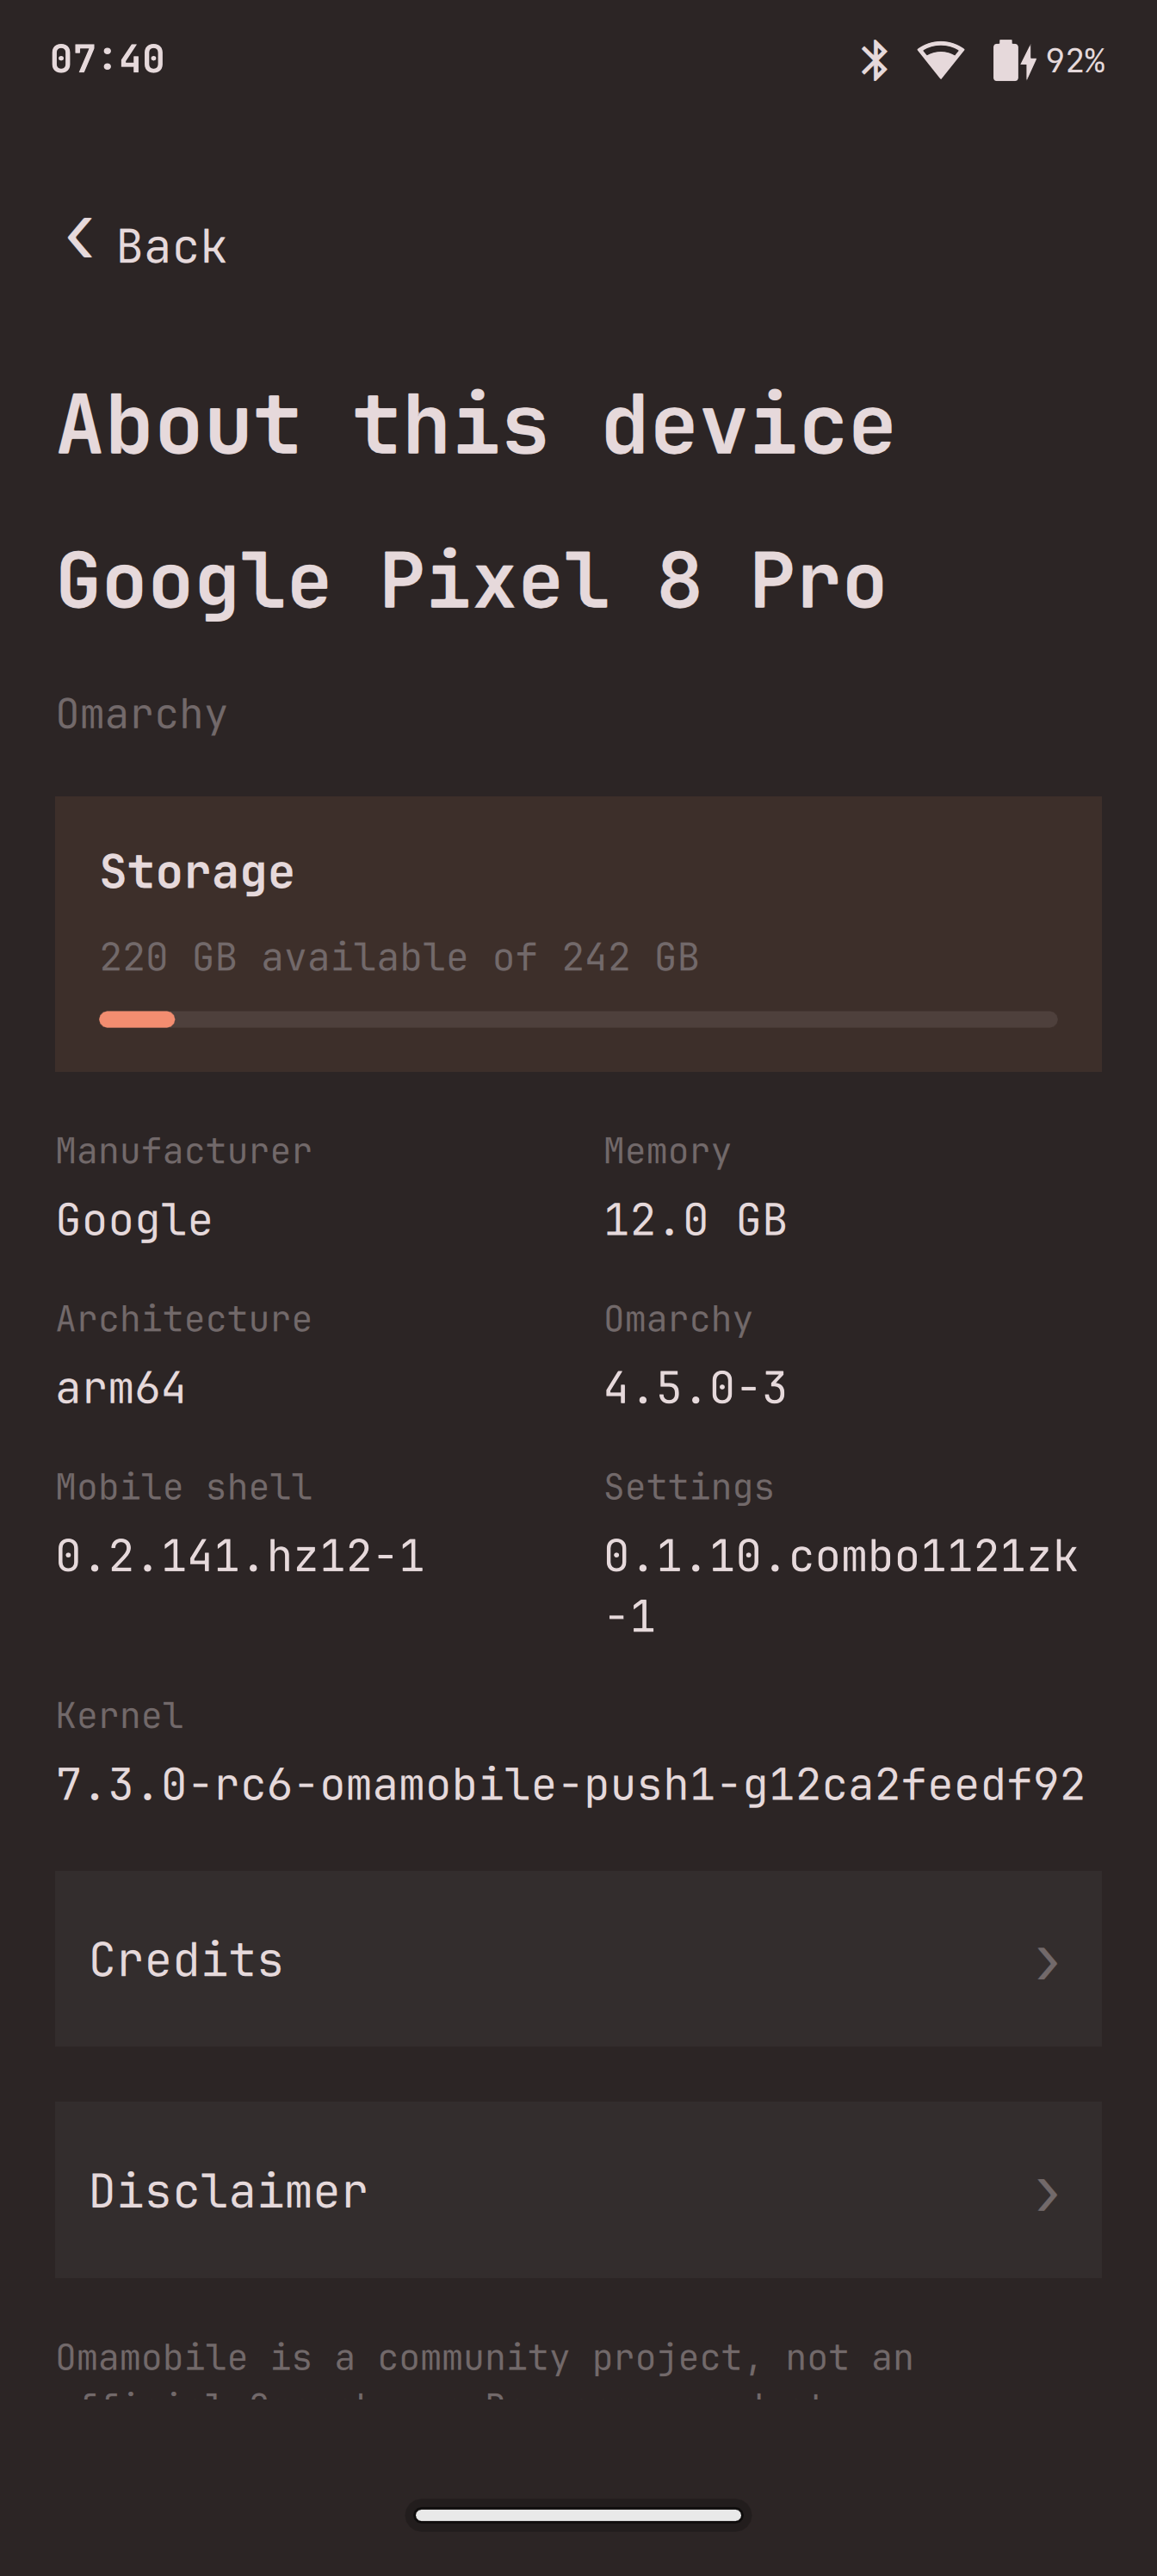 07:40
92%
Back
About this device
Google Pixel 8 Pro
Omarchy
Storage
220 GB available of 242 GB
Manufacturer
Google
Memory
12.0 GB
Architecture
arm64
Omarchy
4.5.0-3
Mobile shell
0.2.141.hz12-1
Settings
0.1.10.combo1121zk
-1
Kernel
7.3.0-rc6-omamobile-push1-g12ca2feedf92
Credits
Disclaimer
Omamobile is a community project, not an